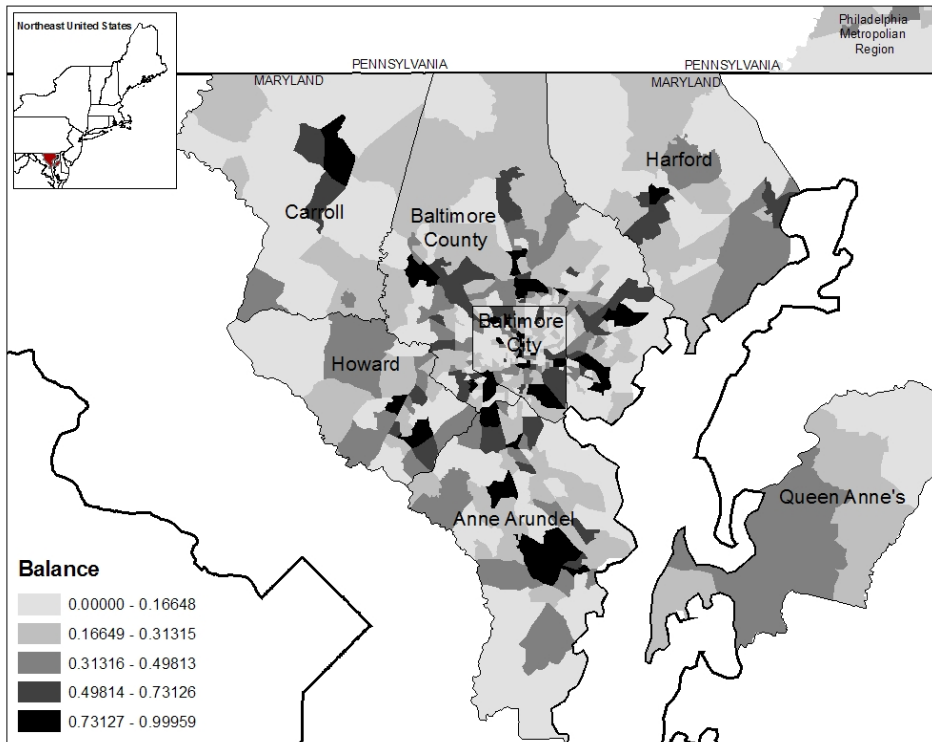 Northeast United States
Philadelphia
Metropolian
Region
PENNSYLVANIA
PENNSYLVANIA
MARYLAND
MARYLAND
Harford
Carroll
Baltimore
County
Baltimore
City
Howard
Queen Anne's
Anne Arundel
Balance
0.00000 - 0.16648
0.16649 - 0.31315
0.31316 - 0.49813
0.49814 - 0.73126
0.73127 - 0.99959